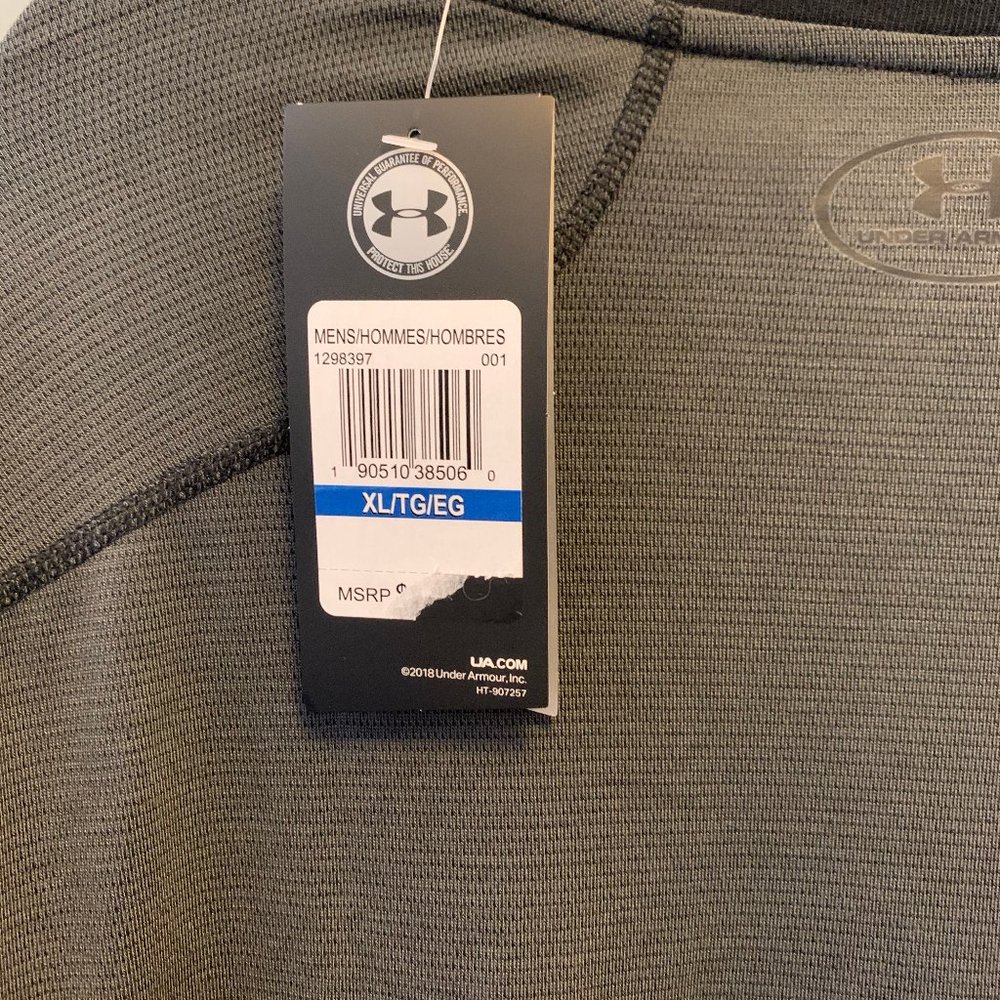 UNIVERSAL GUARANTEE OF PERFORMANCE.
PROTECT THIS HOUSE.
MENS/HOMMES/HOMBRES
1298397 001
1 90510 38506 0
XL/TG/EG
MSRP
UA.COM
©2018 Under Armour, Inc.
HT-907257
UNDER